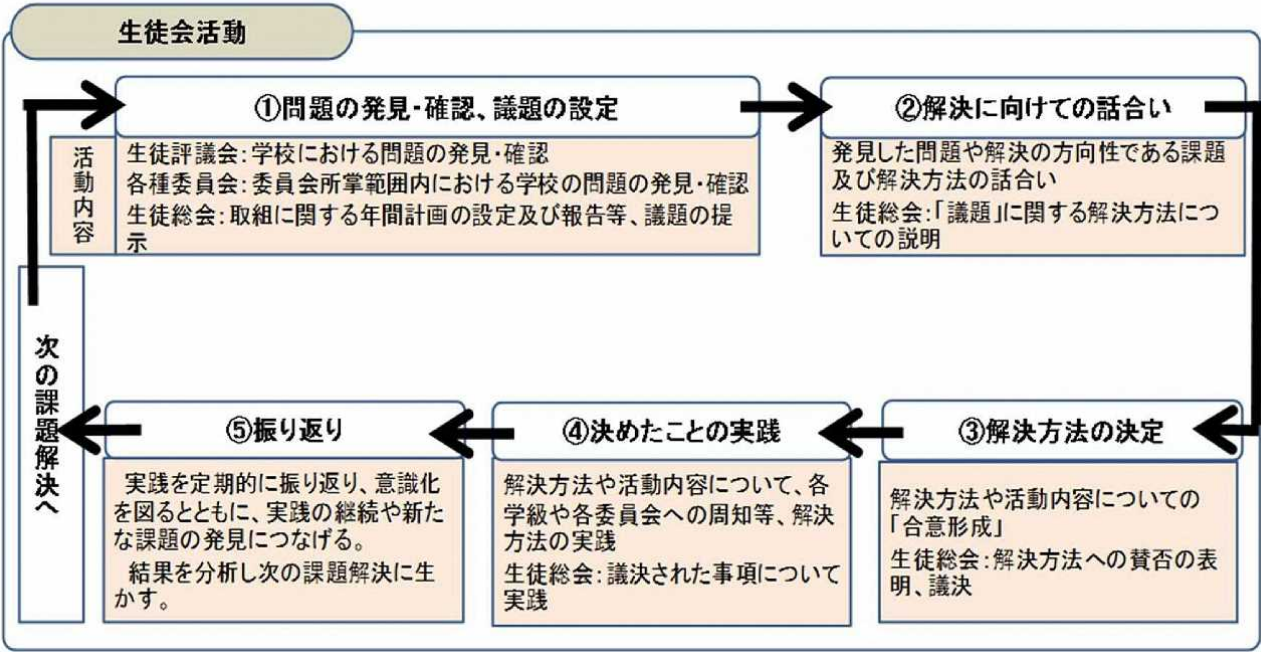 生徒会活動
①問題の発見・確認、議題の設定
活動内容
生徒評議会:学校における問題の発見・確認
各種委員会:委員会所掌範囲内における学校の問題の発見・確認
生徒総会:取組に関する年間計画の設定及び報告等、議題の提
示
②解決に向けての話合い
発見した問題や解決の方向性である課題
及び解決方法の話合い
生徒総会:「議題」に関する解決方法につ
いての説明
③解決方法の決定
解決方法や活動内容についての
「合意形成」
生徒総会:解決方法への賛否の表
明、議決
④決めたことの実践
解決方法や活動内容について、各
学級や各委員会への周知等、解決
方法の実践
生徒総会:議決された事項について
実践
⑤振り返り
実践を定期的に振り返り、意識化
を図るとともに、実践の継続や新た
な課題の発見につなげる。
結果を分析し次の課題解決に生
かす。
次の課題解決へ